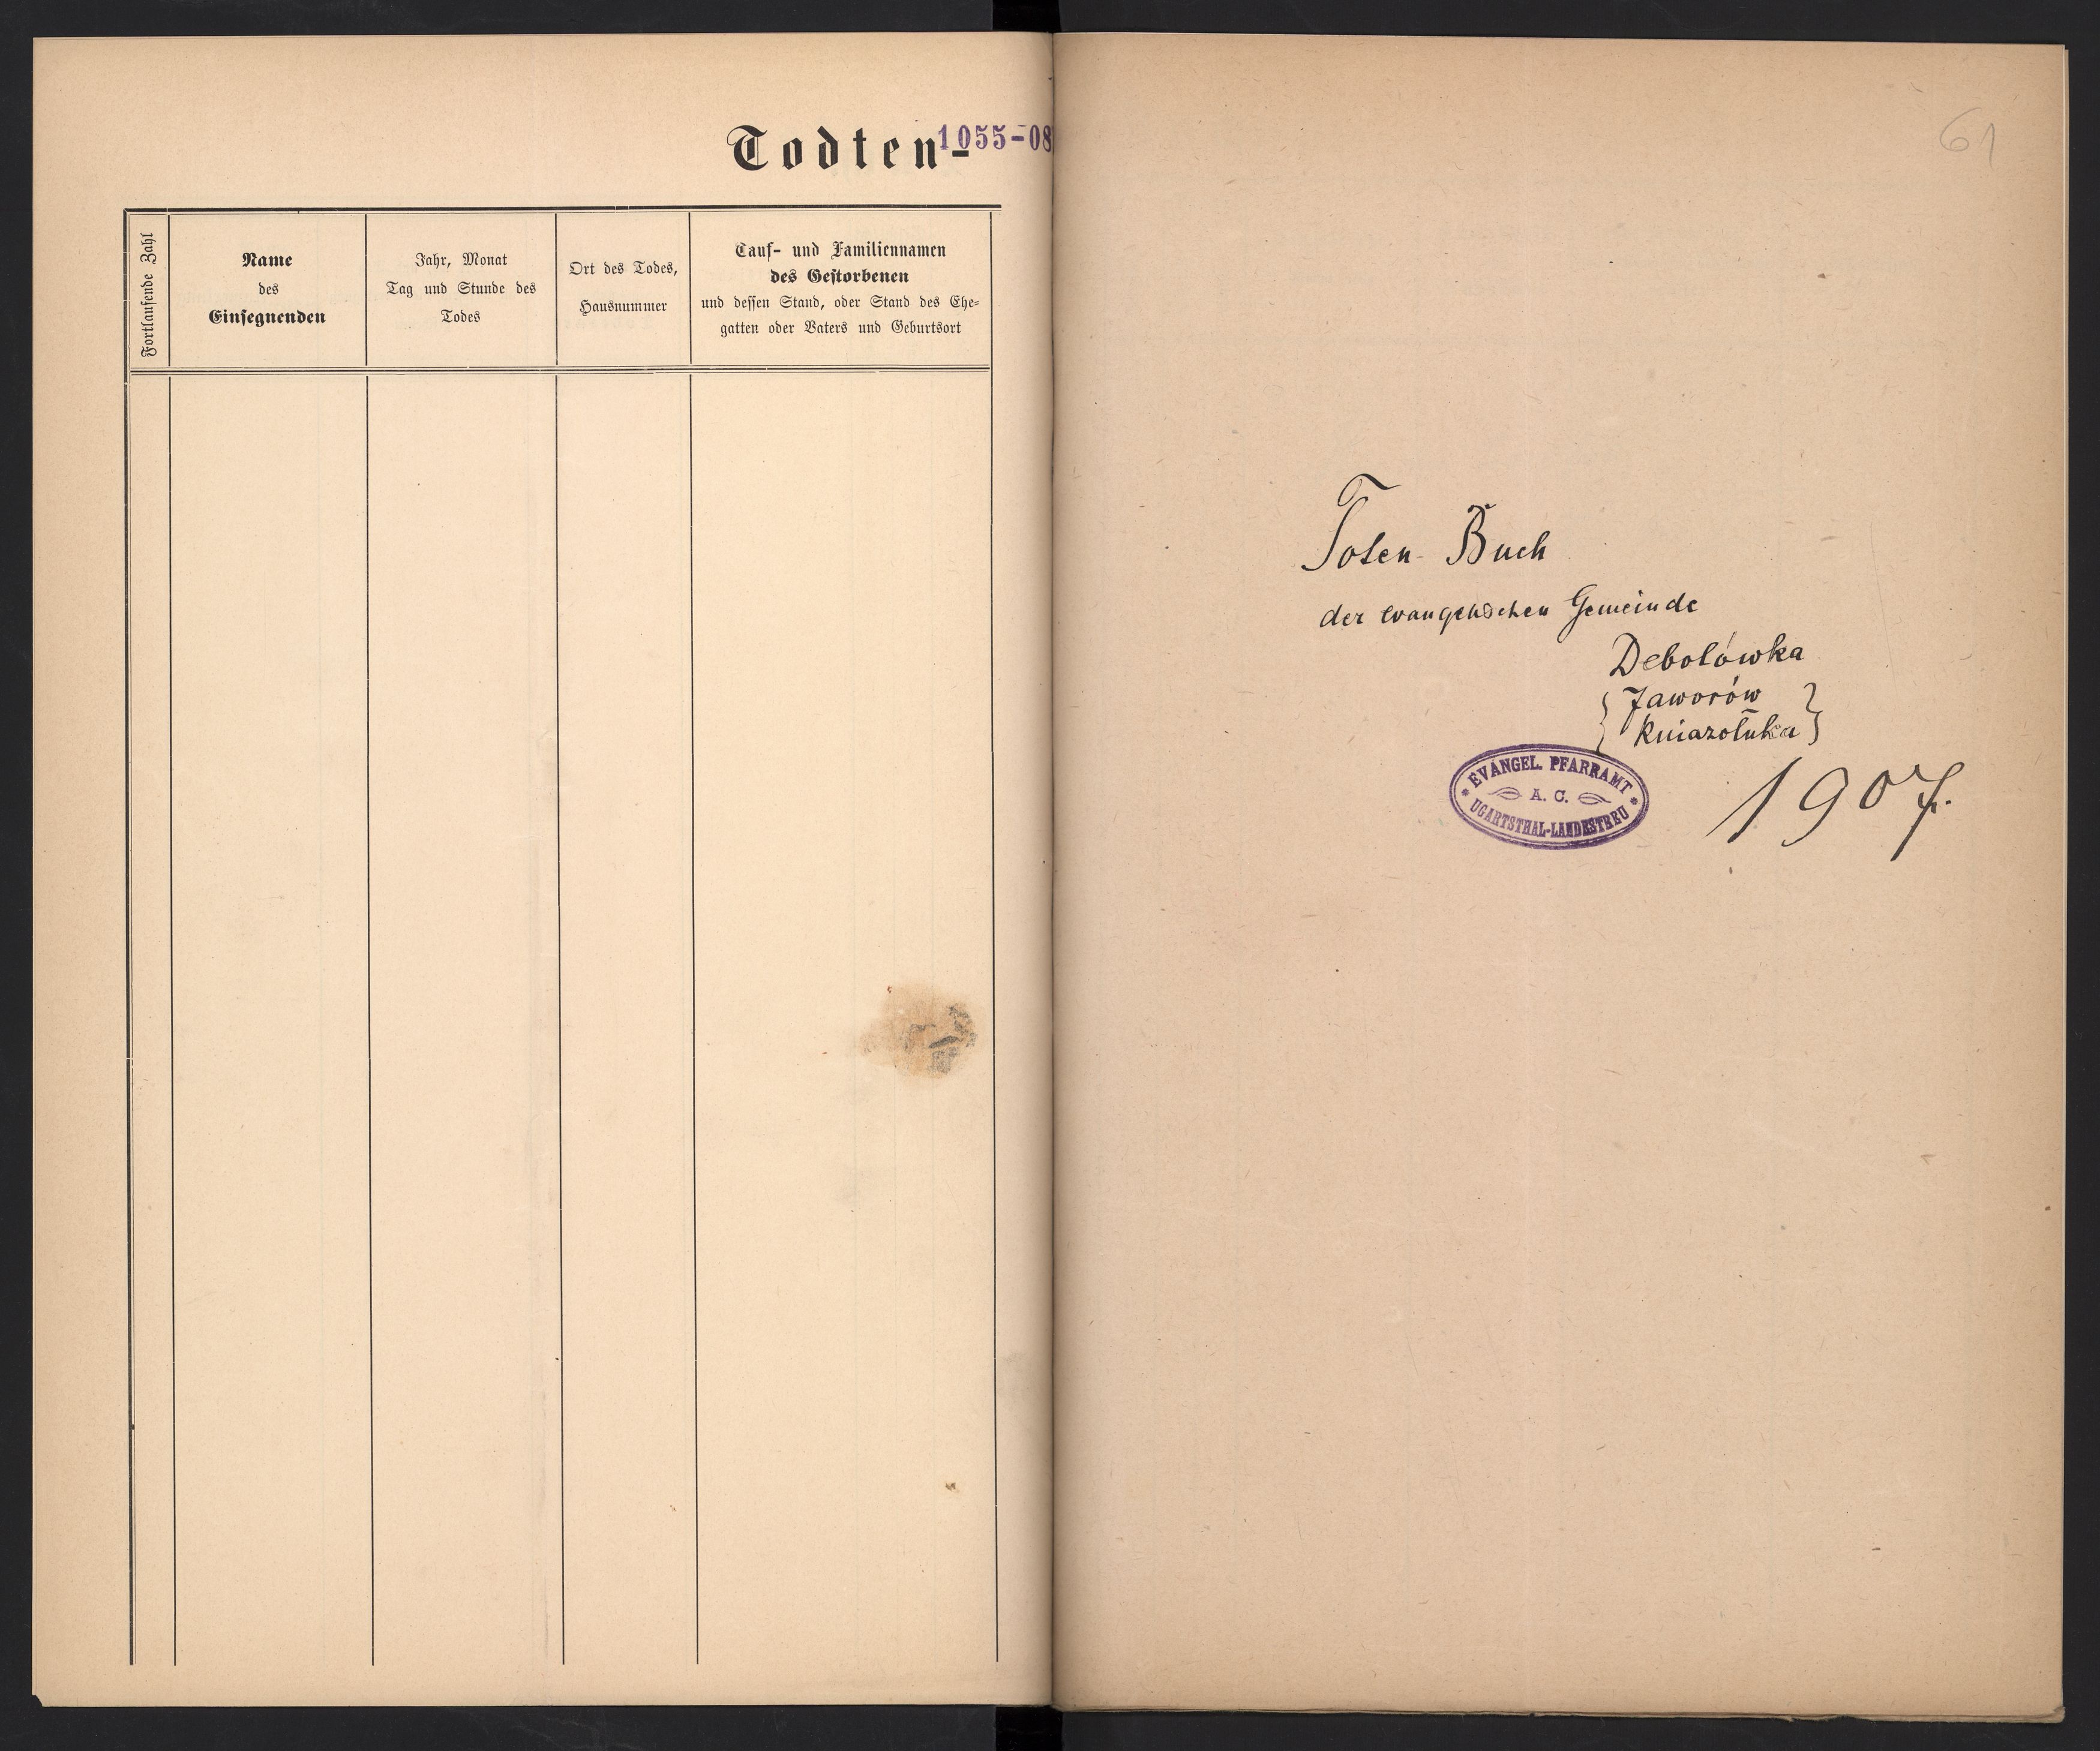 Todten-
1055-08
Fortlaufende Zahl
Name
des
Einsegnenden
Jahr, Monat
Tag und Stunde des
Todes
Ort des Todes,
Hausnummer
Tauf- und Familiennamen
des Gestorbenen
und dessen Stand, oder Stand des Ehe-
gatten oder Vaters und Geburtsort
61
Toten Buch
der evangelischen Gemeinde
Debolówka
{ Jaworów }
{ Kniazołuka }
EVANGEL. PFARRAMT
A. C.
UGARTSTHAL-LANDESTREU
1907.